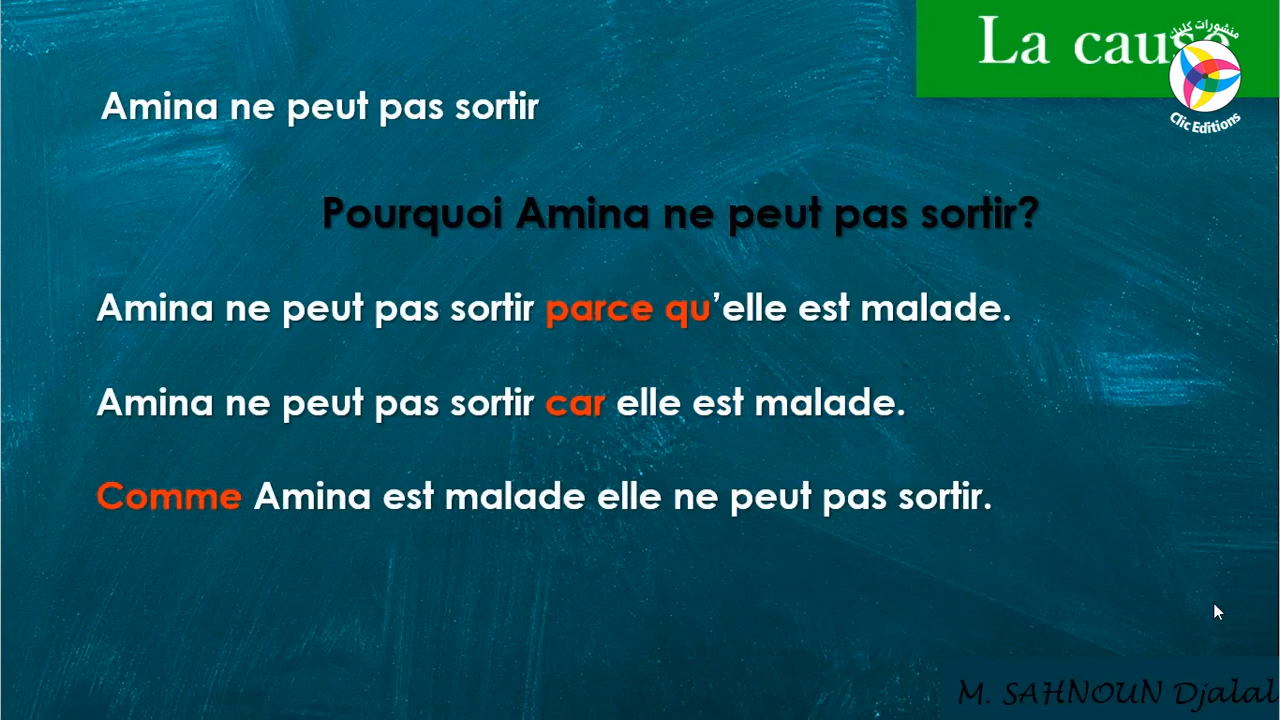 La cause
منشورات كليك
Clic Editions
Amina ne peut pas sortir
Pourquoi Amina ne peut pas sortir?
Amina ne peut pas sortir parce qu’elle est malade.
Amina ne peut pas sortir car elle est malade.
Comme Amina est malade elle ne peut pas sortir.
M. SAHNOUN Djalal